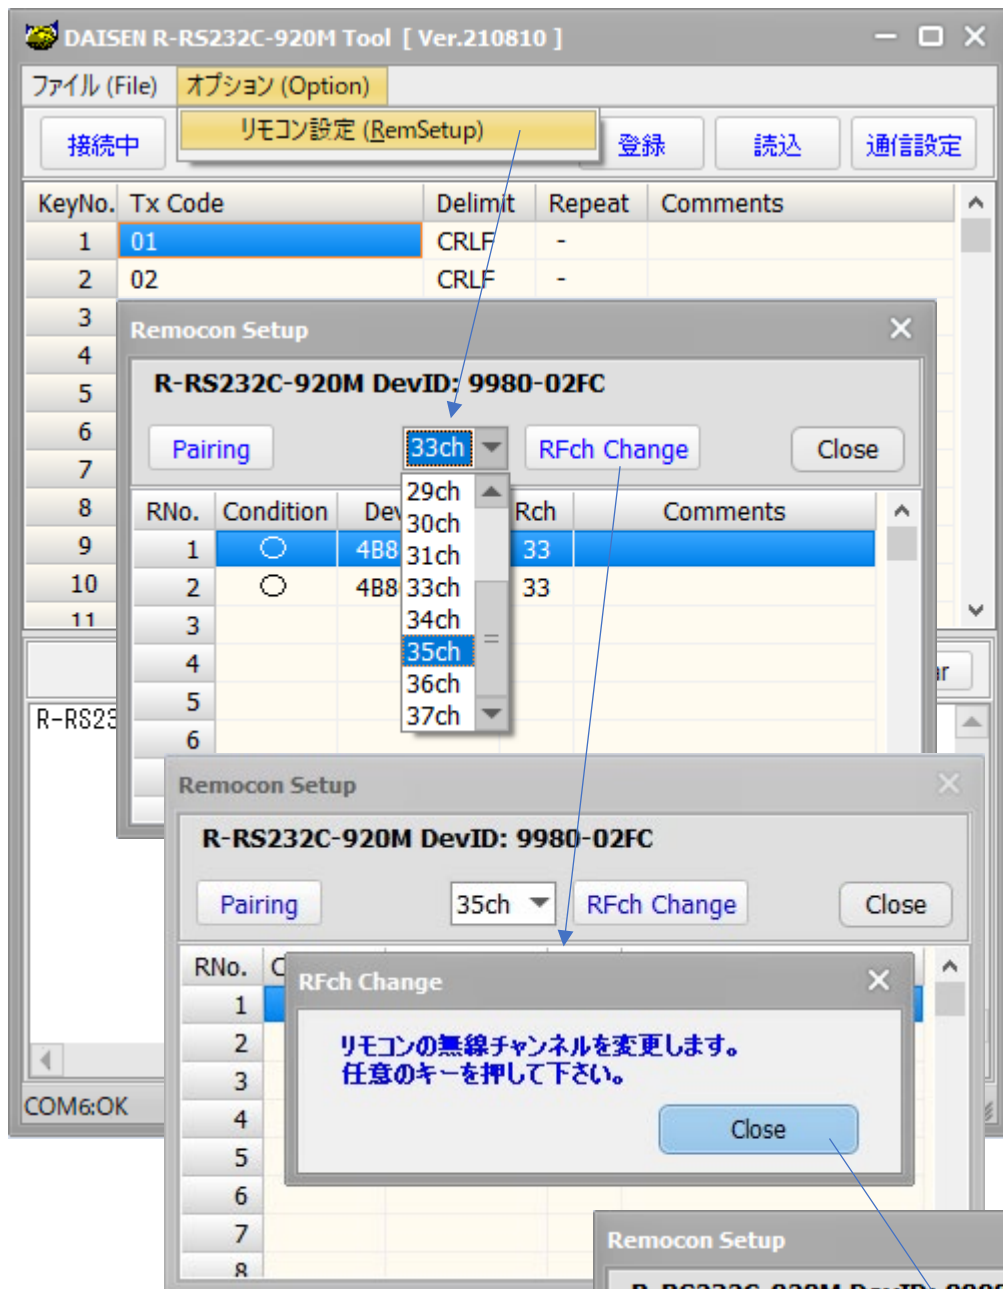 DAISEN R-RS232C-920M Tool [ Ver.210810 ]
ファイル (File) オプション (Option)
リモコン設定 (RemSetup)
接続中 登録 読込 通信設定
KeyNo. Tx Code Delimit Repeat Comments
1 01 CRLF -
2 02 CRLF -
3
4
5
6
7
8
9
10
11
Remocon Setup
R-RS232C-920M DevID: 9980-02FC
Pairing 33ch RFch Change Close
RNo. Condition Rch Comments
1 ○ 4B8 33
2 ○ 4B8 33
3
4
5
6
29ch
30ch
31ch
33ch
34ch
35ch
36ch
37ch
R-RS23
COM6:OK
Remocon Setup
R-RS232C-920M DevID: 9980-02FC
Pairing 35ch RFch Change Close
RNo.
1
2
3
4
5
6
7
8
RFch Change
リモコンの無線チャンネルを変更します。
任意のキーを押して下さい。
Close
Remocon Setup